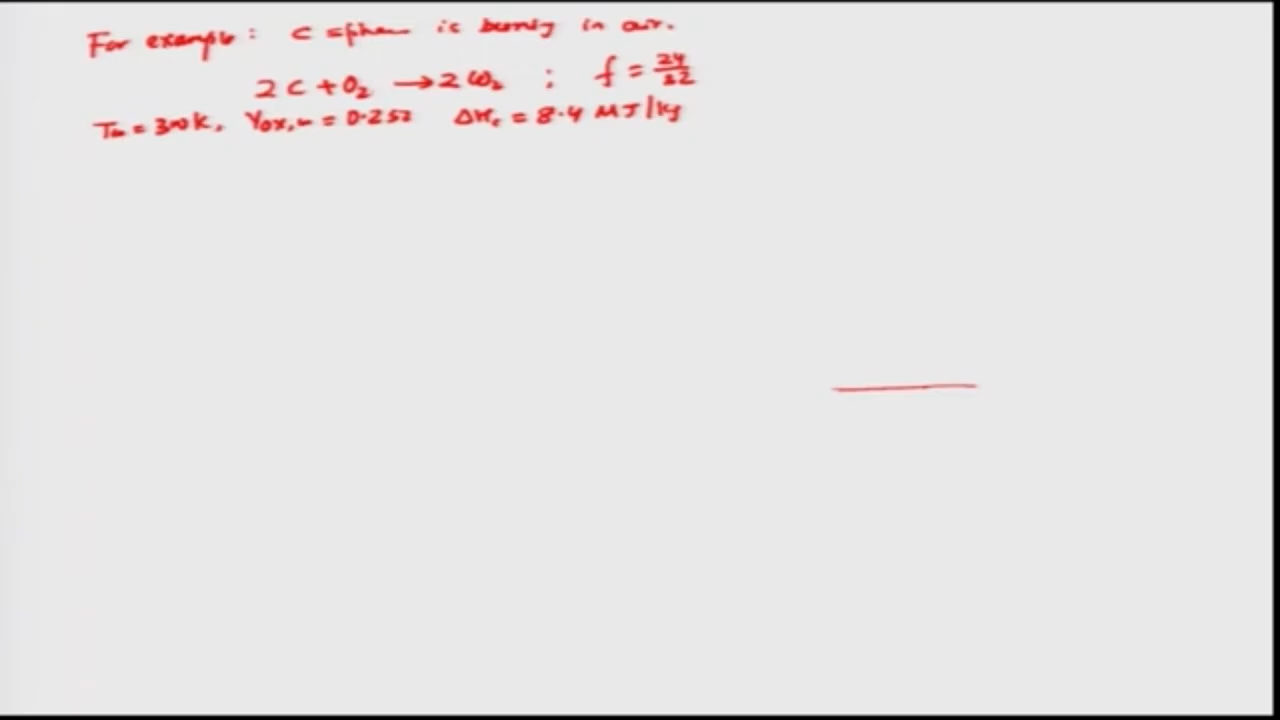 For example: C sphere is burning in air.
2C + O₂ → 2CO₂ ; f = 24/32
T∞ = 300K, Yox,∞ = 0.232 ΔHc = 8.4 MJ/kg